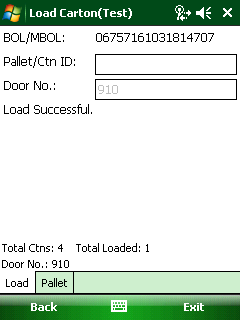 Load Carton(Test)
BOL/MBOL: 06757161031814707
Pallet/Ctn ID:
Door No.: 910
Load Successful.
Total Ctns: 4 Total Loaded: 1
Door No.: 910
Load Pallet
Back Exit